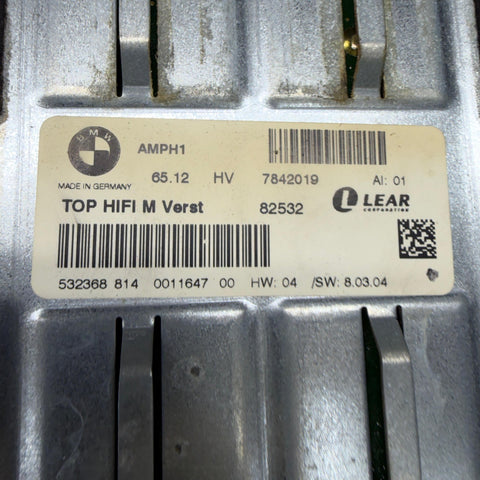 BMW
AMPH1
MADE IN GERMANY
65.12 HV 7842019 AI: 01
TOP HIFI M Verst 82532 LEAR
CORPORATION
532368 814 0011647 00 HW: 04 /SW: 8.03.04